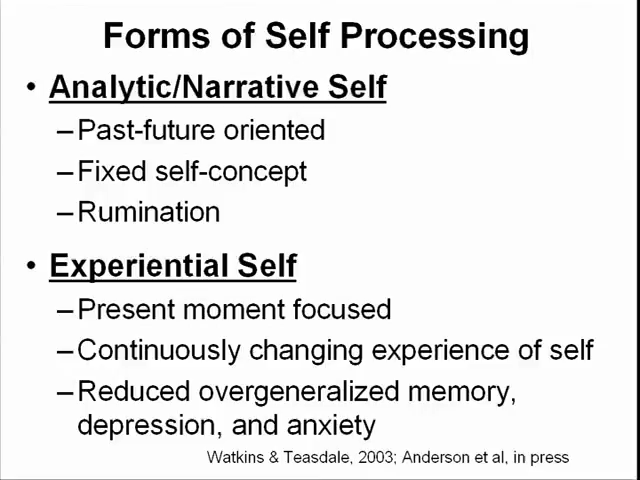 Forms of Self Processing
• Analytic/Narrative Self
–Past-future oriented
–Fixed self-concept
–Rumination
• Experiential Self
–Present moment focused
–Continuously changing experience of self
–Reduced overgeneralized memory,
depression, and anxiety
Watkins & Teasdale, 2003; Anderson et al, in press